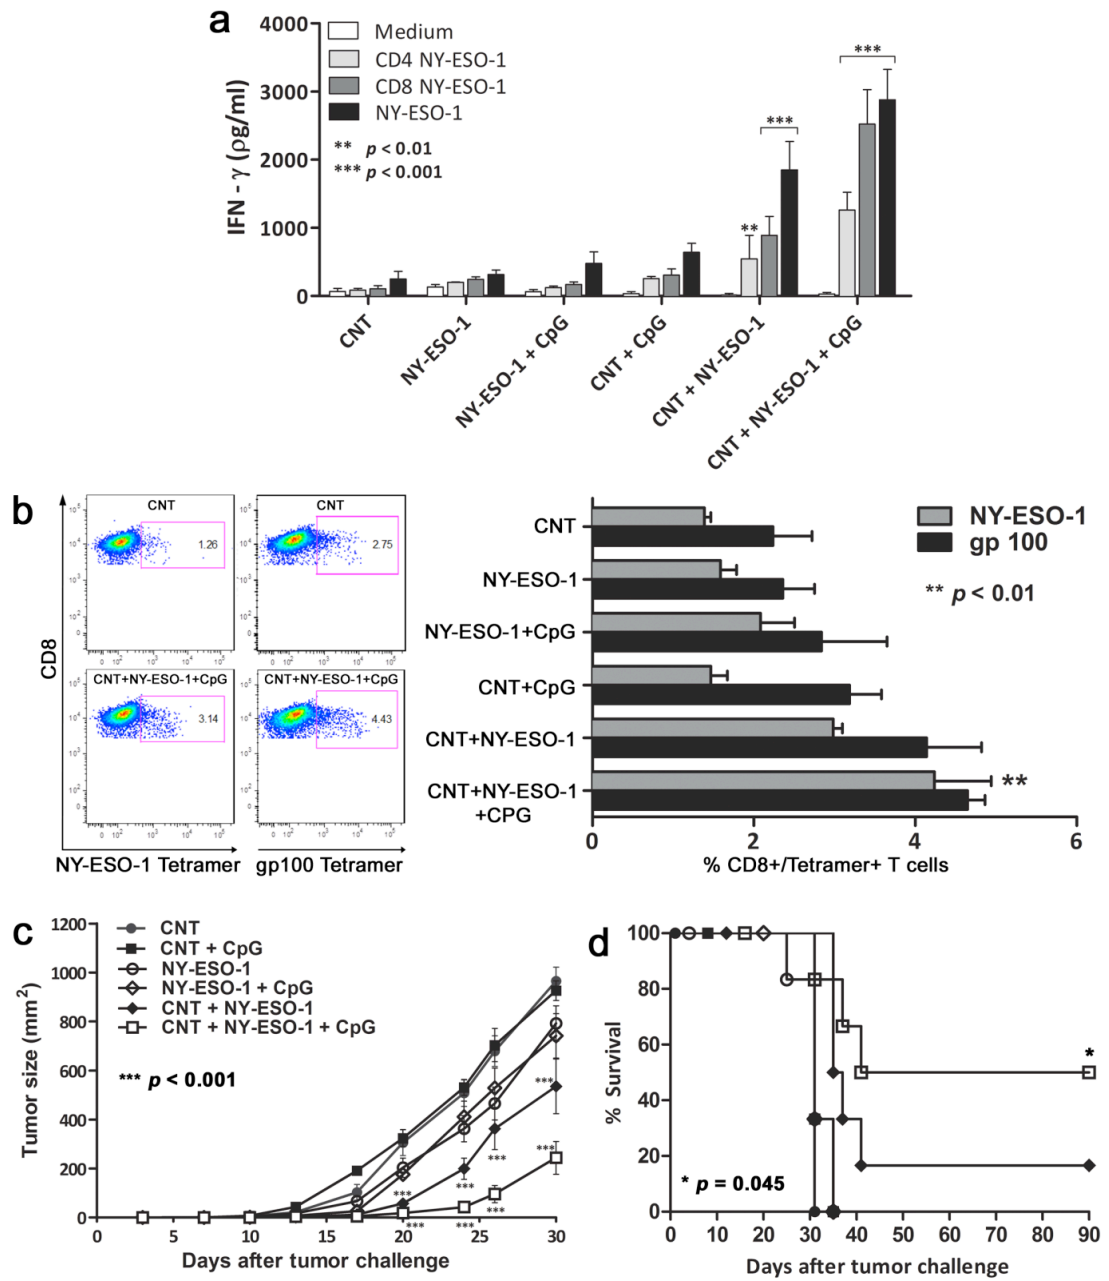 a
4000
3000
2000
1000
0
IFN - γ (ρg/ml)
Medium
CD4 NY-ESO-1
CD8 NY-ESO-1
NY-ESO-1
** p < 0.01
*** p < 0.001
**
***
***
CNT
NY-ESO-1
NY-ESO-1 + CpG
CNT + CpG
CNT + NY-ESO-1
CNT + NY-ESO-1 + CpG
b
CD8
CNT
1.26
CNT
2.75
CNT+NY-ESO-1+CpG
3.14
CNT+NY-ESO-1+CpG
4.43
NY-ESO-1 Tetramer
gp100 Tetramer
CNT
NY-ESO-1
NY-ESO-1+CpG
CNT+CpG
CNT+NY-ESO-1
CNT+NY-ESO-1
+CPG
NY-ESO-1
gp 100
** p < 0.01
**
0 2 4 6
% CD8+/Tetramer+ T cells
c
1200
1000
800
600
400
200
0
Tumor size (mm²)
CNT
CNT + CpG
NY-ESO-1
NY-ESO-1 + CpG
CNT + NY-ESO-1
CNT + NY-ESO-1 + CpG
*** p < 0.001
***
***
***
***
***
***
***
***
0 5 10 15 20 25 30
Days after tumor challenge
d
100
80
60
40
20
0
% Survival
*
* p = 0.045
0 10 20 30 40 50 60 70 80 90
Days after tumor challenge